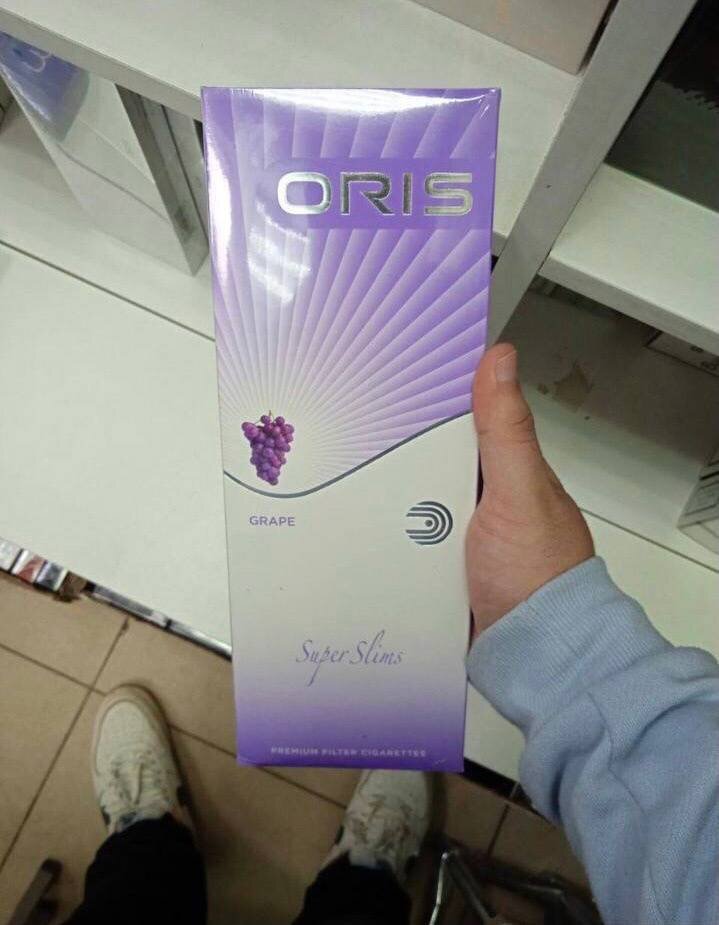 ORIS
GRAPE
Super Slims
PREMIUM FILTER CIGARETTES